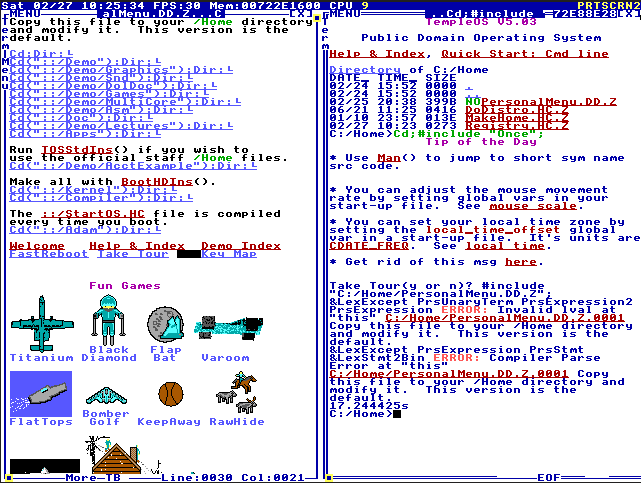 Sat 02/27 10:25:34 FPS:30 Mem:00722E1600 CPU 9 PRTSCRN2
MENU alMenu.DD.Z...C [X]
Copy this file to your /Home directory
and modify it. This version is the
default.
Cd;Dir;
Cd("::/Demo");Dir;
Cd("::/Demo/Graphics");Dir;
Cd("::/Demo/Snd");Dir;
Cd("::/Demo/DolDoc");Dir;
Cd("::/Demo/Games");Dir;
Cd("::/Demo/MultiCore");Dir;
Cd("::/Demo/Asm");Dir;
Cd("::/Doc");Dir;
Cd("::/Demo/Lectures");Dir;
Cd("::/Apps");Dir;
Run TOSStdIns() if you wish to
use the official staff /Home files.
Cd("::/Demo/AcctExample");Dir;
Make all with BootHDIns().
Cd("::/Kernel");Dir;
Cd("::/Compiler");Dir;
The ::/StartOS.HC file is compiled
every time you boot.
Cd("::/Adam");Dir;
Welcome Help & Index Demo Index
FastReboot Take Tour Key Map
Fun Games
Titanium Black Diamond Flap Bat Varoom
FlatTops Bomber Golf KeepAway RawHide
More-TB Line:0030 Col:0021
MENU Cd;#include 72E88E28 [X]
TempleOS V5.03
Public Domain Operating System
Help & Index, Quick Start: Cmd line
Directory of C:/Home
DATE_ TIME_ SIZE
02/24 15:52 0000 .
02/24 15:52 0000 ..
02/25 20:38 399B NOPersonalMenu.DD.Z
06/21 11:25 0416 DoDistro.HC.Z
01/10 23:57 013E MakeHome.HC.Z
02/27 10:23 0273 Registry.HC.Z
C:/Home>Cd;#include "Once";
Tip of the Day
* Use Man() to jump to short sym name
src code.
* You can adjust the mouse movement
rate by setting global vars in your
start-up file. See mouse scale.
* You can set your local time zone by
setting the local_time_offset global
var in a start-up file. It's units are
CDATE_FREQ. See local time.
* Get rid of this msg here.
Take Tour(y or n)? #include
"C:/Home/PersonalMenu.DD.Z";
&LexExcept PrsUnaryTerm PrsExpression2
PrsExpression ERROR: Invalid lval at
"this" C:/Home/PersonalMenu.DD.Z,0001
Copy this file to your /Home directory
and modify it. This version is the
default.
&LexExcept PrsExpression PrsStmt
&LexStmt2Bin ERROR: Compiler Parse
Error at "this"
C:/Home/PersonalMenu.DD.Z,0001 Copy
this file to your /Home directory and
modify it. This version is the
default.
17.244425s
C:/Home>
EOF